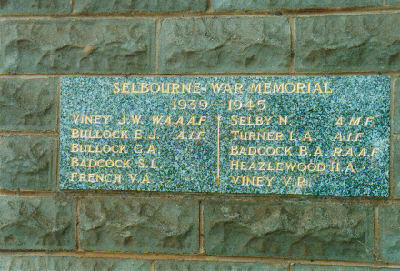 SELBOURNE WAR MEMORIAL
1939 - 1945
VINEY J.W. W.A.A.A.F.
BULLOCK E.J. A.I.F.
BULLOCK C.A.
BADCOCK S.L.
FRENCH V.A.
SELBY N. A.M.F.
TURNER L.A. A.I.F.
BADCOCK B.A. R.A.A.F.
HEAZLEWOOD H.A.
VINEY V.R.